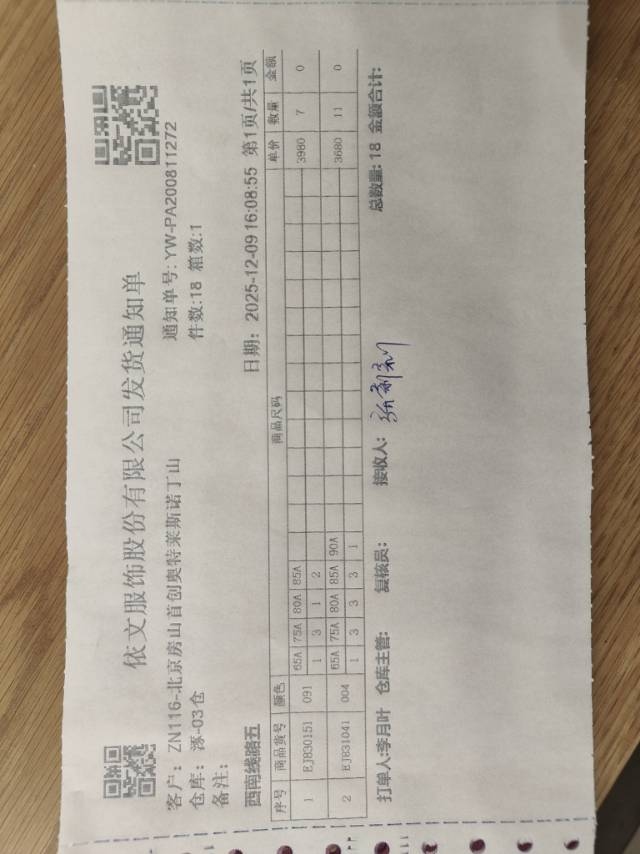 依文服饰股份有限公司发货通知单
客户：ZN116-北京房山首创奥特莱斯诺丁山 通知单号:YW-PA200811272
仓库：涿-03仓 件数:18 箱数:1
备注：
西南线路五 日期：2025-12-09 16:08:55 第1页/共1页
序号 商品货号 颜色 商品尺码 单价 数量 金额
65A 75A 80A 85A
1 EJ830151 091 1 3 1 2 3980 7 0
65A 75A 80A 85A 90A
2 EJ831041 004 1 3 3 3 1 3680 11 0
打单人:李月叶 仓库主管： 复核员： 接收人： 总数量:18 金额合计: